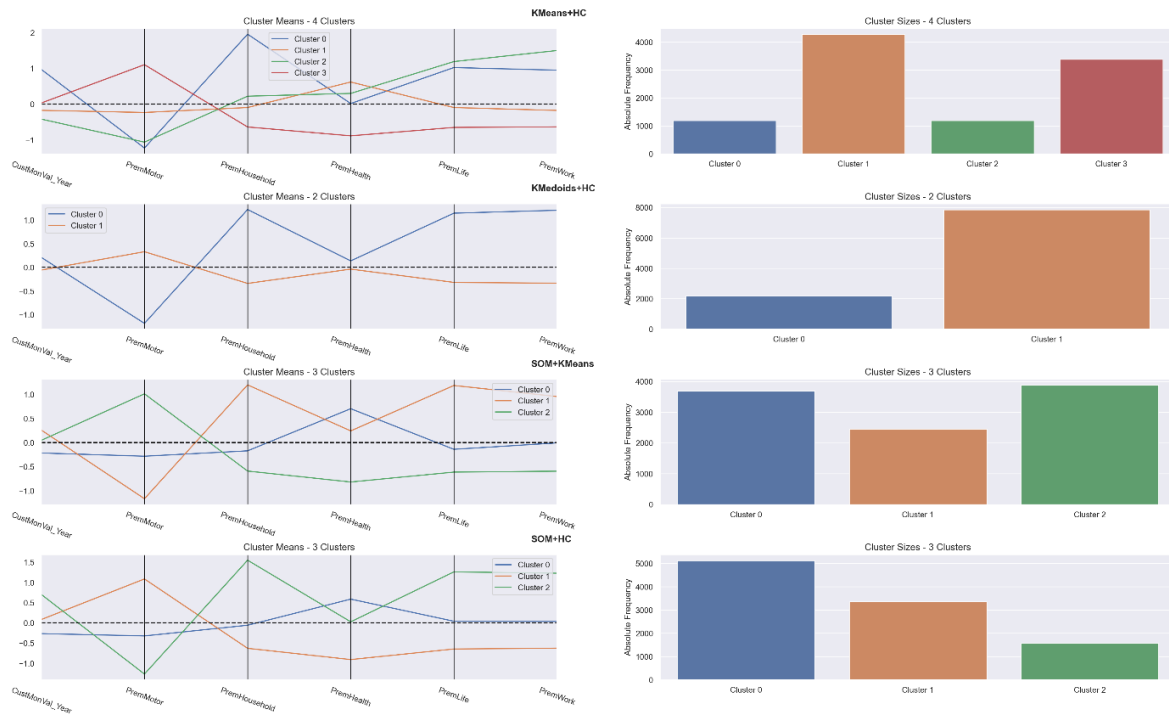 KMeans+HC
Cluster Means - 4 Clusters
Cluster 0
Cluster 1
Cluster 2
Cluster 3
2
1
0
−1
CustMonVal_Year
PremMotor
PremHousehold
PremHealth
PremLife
PremWork
Cluster Sizes - 4 Clusters
Absolute Frequency
4000
3000
2000
1000
0
Cluster 0
Cluster 1
Cluster 2
Cluster 3
KMedoids+HC
Cluster Means - 2 Clusters
Cluster 0
Cluster 1
1.0
0.5
0.0
−0.5
−1.0
CustMonVal_Year
PremMotor
PremHousehold
PremHealth
PremLife
PremWork
Cluster Sizes - 2 Clusters
Absolute Frequency
8000
6000
4000
2000
0
Cluster 0
Cluster 1
SOM+KMeans
Cluster Means - 3 Clusters
Cluster 0
Cluster 1
Cluster 2
1.0
0.5
0.0
−0.5
−1.0
CustMonVal_Year
PremMotor
PremHousehold
PremHealth
PremLife
PremWork
Cluster Sizes - 3 Clusters
Absolute Frequency
4000
3000
2000
1000
0
Cluster 0
Cluster 1
Cluster 2
SOM+HC
Cluster Means - 3 Clusters
Cluster 0
Cluster 1
Cluster 2
1.5
1.0
0.5
0.0
−0.5
−1.0
CustMonVal_Year
PremMotor
PremHousehold
PremHealth
PremLife
PremWork
Cluster Sizes - 3 Clusters
Absolute Frequency
5000
4000
3000
2000
1000
0
Cluster 0
Cluster 1
Cluster 2